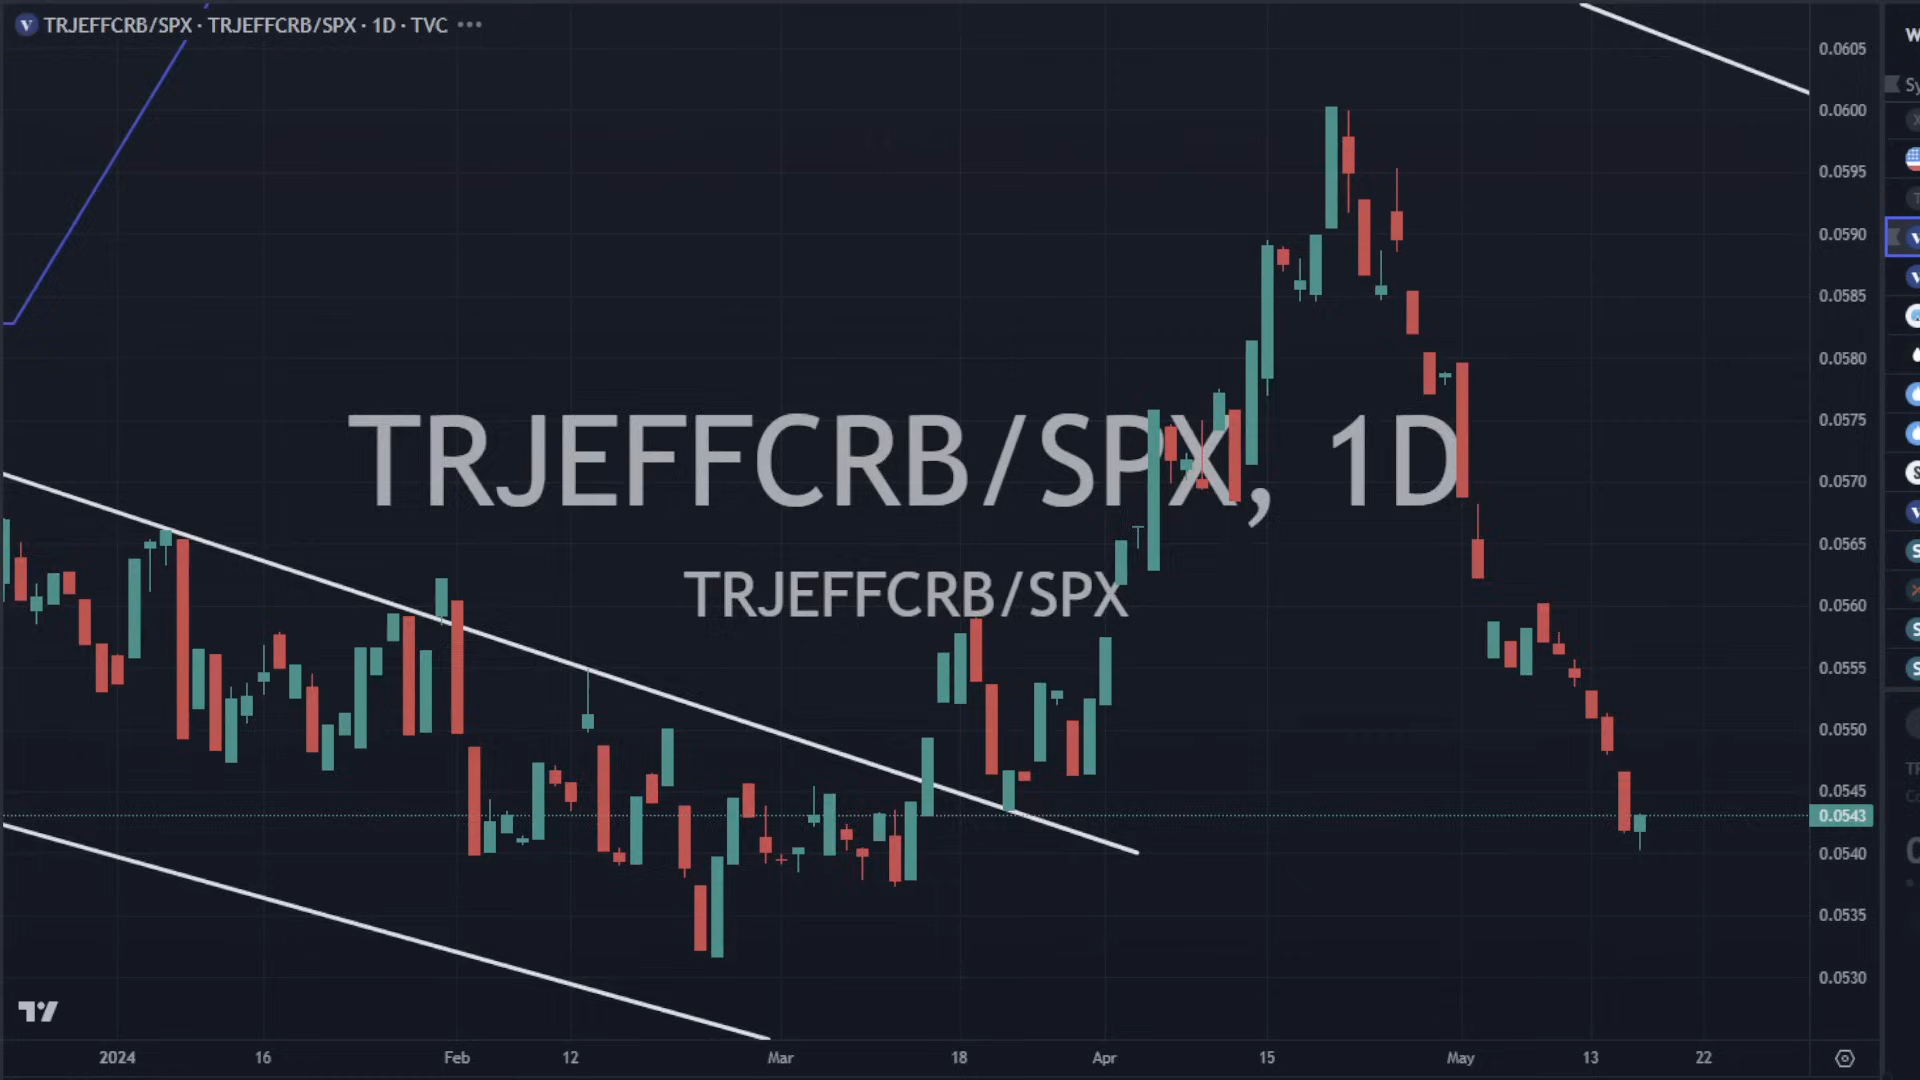 TRJEFFCRB/SPX · TRJEFFCRB/SPX · 1D · TVC
W
0.0605
Sy
0.0600
0.0595
0.0590
0.0585
0.0580
TRJEFFCRB/SPX, 1D
0.0575
0.0570
0.0565
TRJEFFCRB/SPX
0.0560
0.0555
0.0550
0.0545
0.0543
0.0540
0.0535
0.0530
2024
16
Feb
12
Mar
18
Apr
15
May
13
22